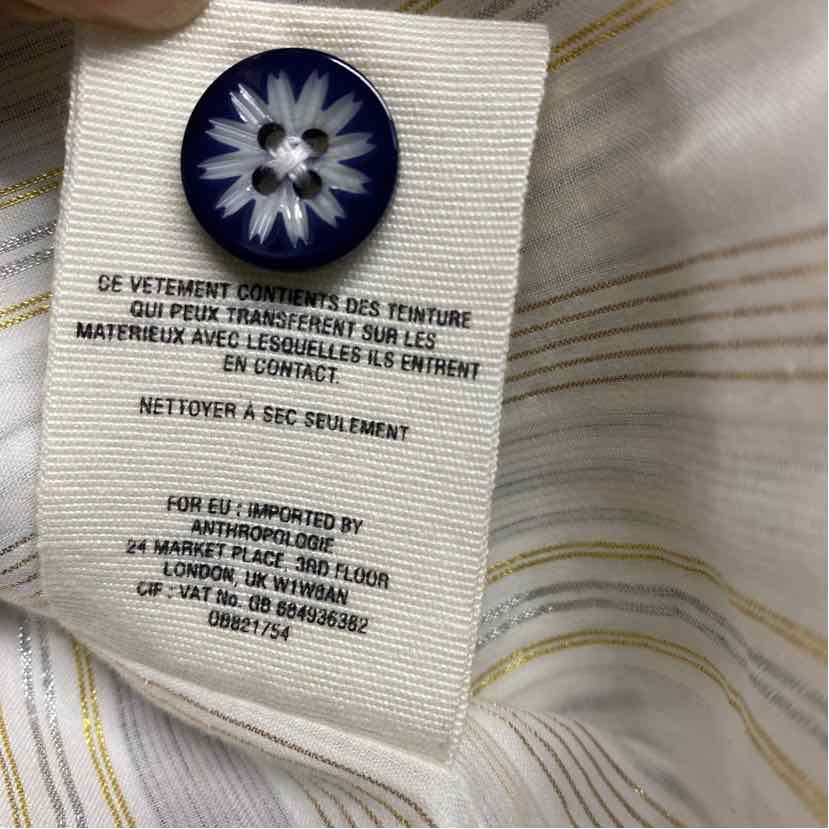 CE VETEMENT CONTIENTS DES TEINTURE
QUI PEUX TRANSFERENT SUR LES
MATERIEUX AVEC LESQUELLES ILS ENTRENT
EN CONTACT.
NETTOYER À SEC SEULEMENT
FOR EU : IMPORTED BY
ANTHROPOLOGIE
24 MARKET PLACE, 3RD FLOOR
LONDON, UK W1W8AN
CIF : VAT No. GB 684936382
GB821754